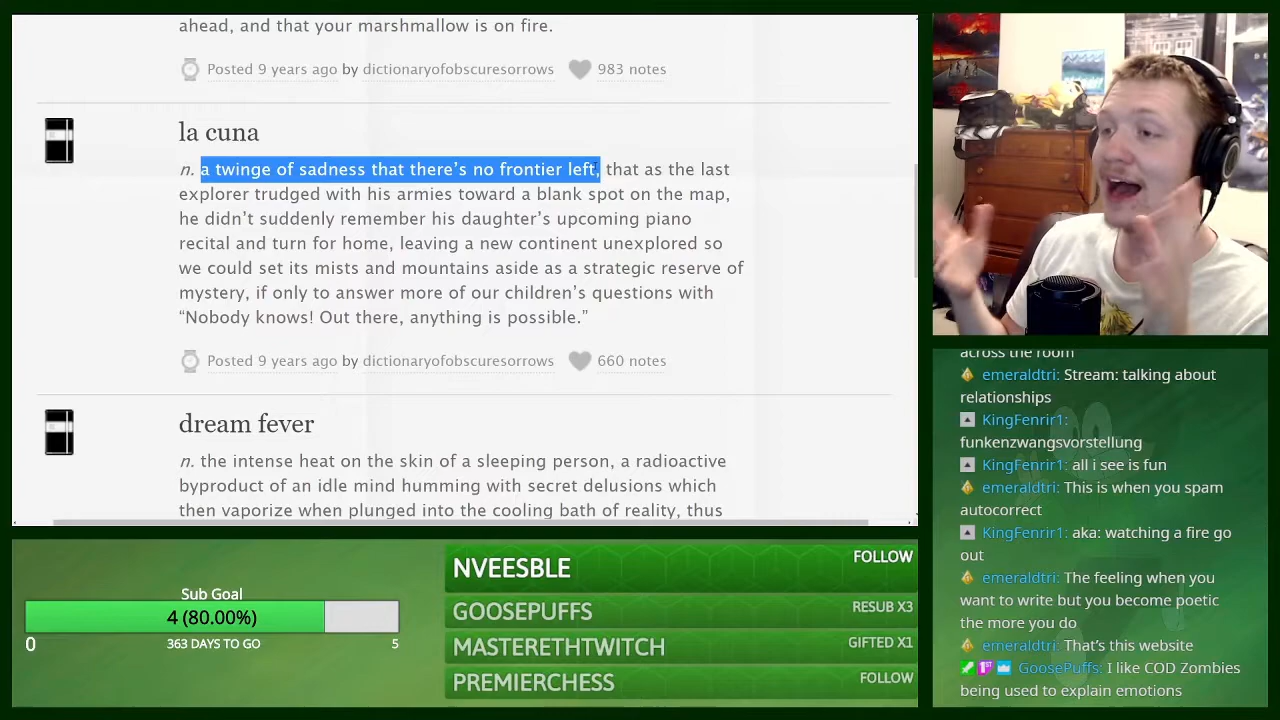 ahead, and that your marshmallow is on fire.
Posted 9 years ago by dictionaryofobscuresorrows 983 notes
la cuna
n. a twinge of sadness that there’s no frontier left, that as the last
explorer trudged with his armies toward a blank spot on the map,
he didn’t suddenly remember his daughter’s upcoming piano
recital and turn for home, leaving a new continent unexplored so
we could set its mists and mountains aside as a strategic reserve of
mystery, if only to answer more of our children’s questions with
“Nobody knows! Out there, anything is possible.”
Posted 9 years ago by dictionaryofobscuresorrows 660 notes
dream fever
n. the intense heat on the skin of a sleeping person, a radioactive
byproduct of an idle mind humming with secret delusions which
then vaporize when plunged into the cooling bath of reality, thus
across the room
emeraldtri: Stream: talking about
relationships
KingFenrir1:
funkenzwangsvorstellung
KingFenrir1: all i see is fun
emeraldtri: This is when you spam
autocorrect
KingFenrir1: aka: watching a fire go
out
emeraldtri: The feeling when you
want to write but you become poetic
the more you do
emeraldtri: That’s this website
GoosePuffs: I like COD Zombies
being used to explain emotions
Sub Goal
4 (80.00%)
0 363 DAYS TO GO 5
NVEESBLE FOLLOW
GOOSEPUFFS RESUB X3
MASTERETHTWITCH GIFTED X1
PREMIERCHESS FOLLOW